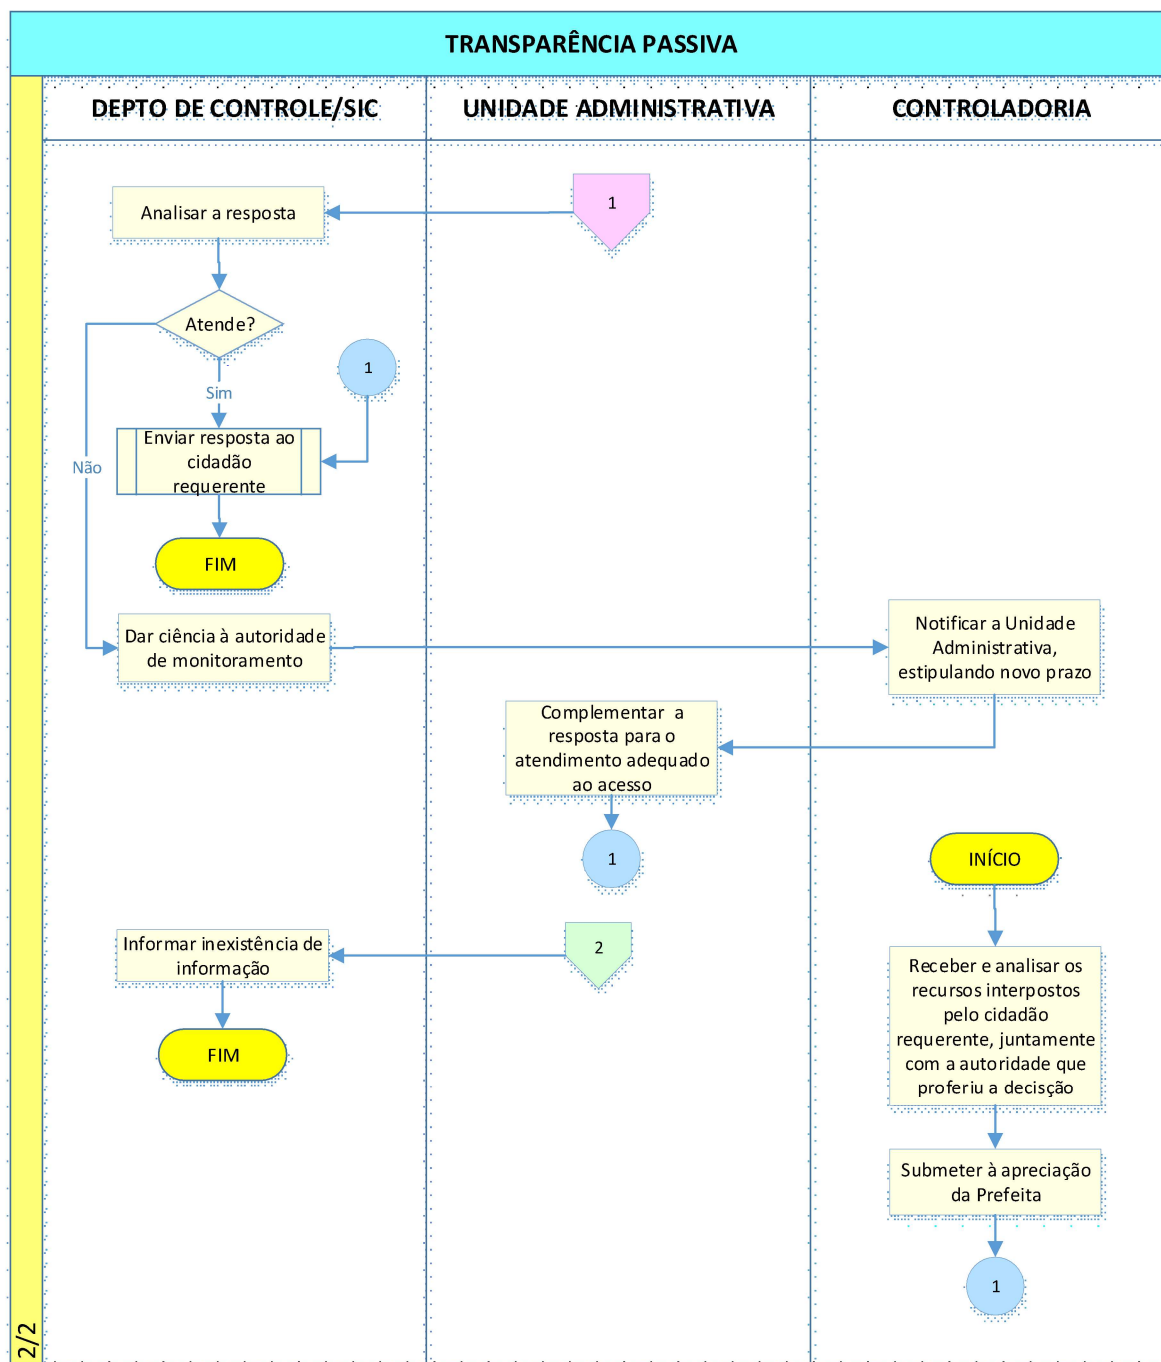 TRANSPARÊNCIA PASSIVA
DEPTO DE CONTROLE/SIC
UNIDADE ADMINISTRATIVA
CONTROLADORIA
1
Analisar a resposta
Atende?
1
Sim
Enviar resposta ao
cidadão
requerente
Não
FIM
Dar ciência à autoridade
de monitoramento
Notificar a Unidade
Administrativa,
estipulando novo prazo
Complementar a
resposta para o
atendimento adequado
ao acesso
1
INÍCIO
2
Informar inexistência de
informação
FIM
Receber e analisar os
recursos interpostos
pelo cidadão
requerente, juntamente
com a autoridade que
proferiu a decisção
Submeter à apreciação
da Prefeita
1
2/2